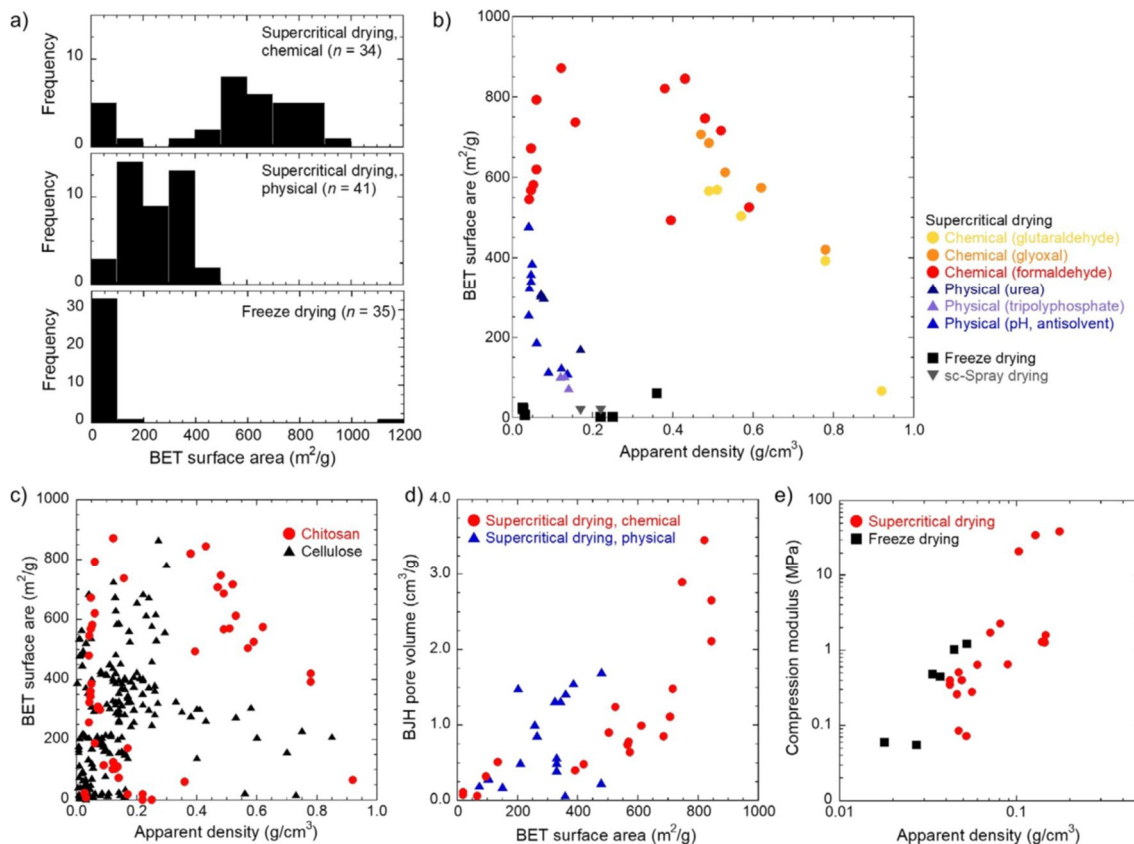 a)
Supercritical drying,
chemical (n = 34)
10
0
Frequency
Supercritical drying,
physical (n = 41)
10
0
Frequency
Freeze drying (n = 35)
30
20
10
0
Frequency
0 200 400 600 800 1000 1200
BET surface area (m²/g)
b)
1000
800
600
400
200
0
BET surface are (m²/g)
0.0 0.2 0.4 0.6 0.8 1.0
Apparent density (g/cm³)
Supercritical drying
Chemical (glutaraldehyde)
Chemical (glyoxal)
Chemical (formaldehyde)
Physical (urea)
Physical (tripolyphosphate)
Physical (pH, antisolvent)
Freeze drying
sc-Spray drying
c)
1000
800
600
400
200
0
BET surface are (m²/g)
Chitosan
Cellulose
0.0 0.2 0.4 0.6 0.8 1.0
Apparent density (g/cm³)
d)
4.0
3.0
2.0
1.0
0.0
BJH pore volume (cm³/g)
Supercritical drying, chemical
Supercritical drying, physical
0 200 400 600 800 1000
BET surface area (m²/g)
e)
100
10
1
0.1
0.01
Compression modulus (MPa)
Supercritical drying
Freeze drying
0.01 0.1
Apparent density (g/cm³)